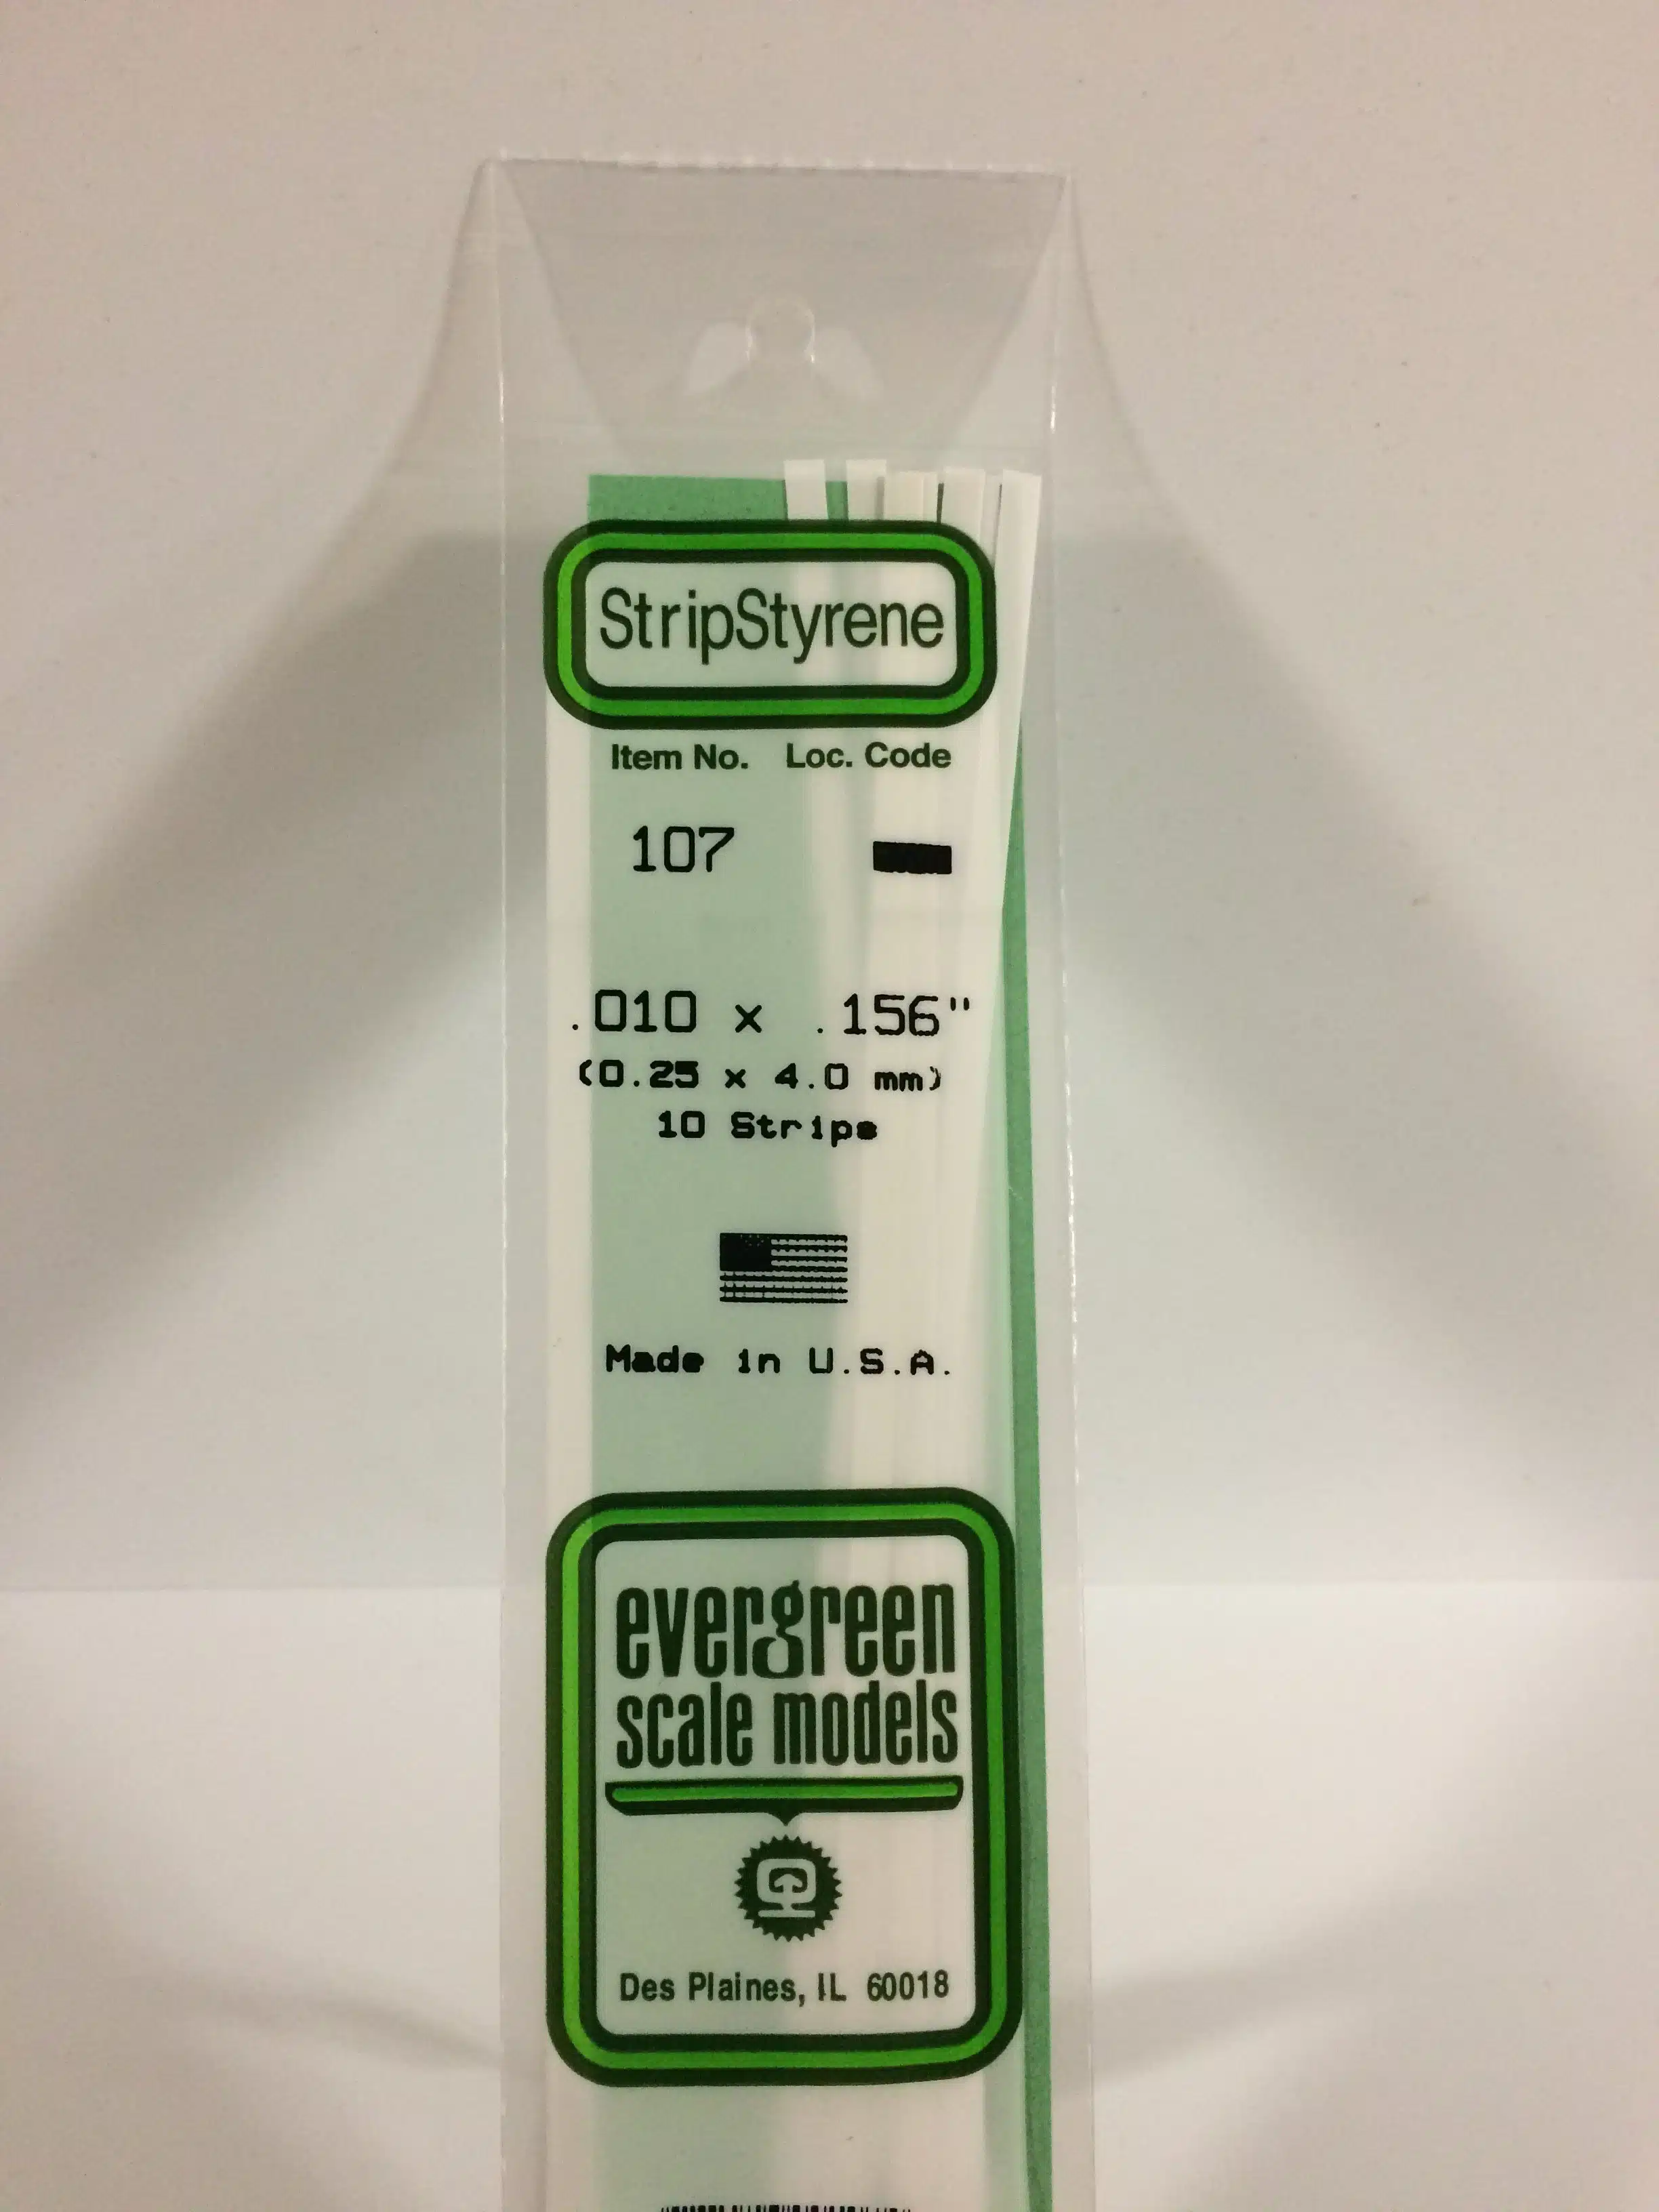 StripStyrene
Item No. Loc. Code
107
.010 x .156"
(0.25 x 4.0 mm)
10 Strips
Made in U.S.A.
evergreen
scale models
Des Plaines, IL 60018